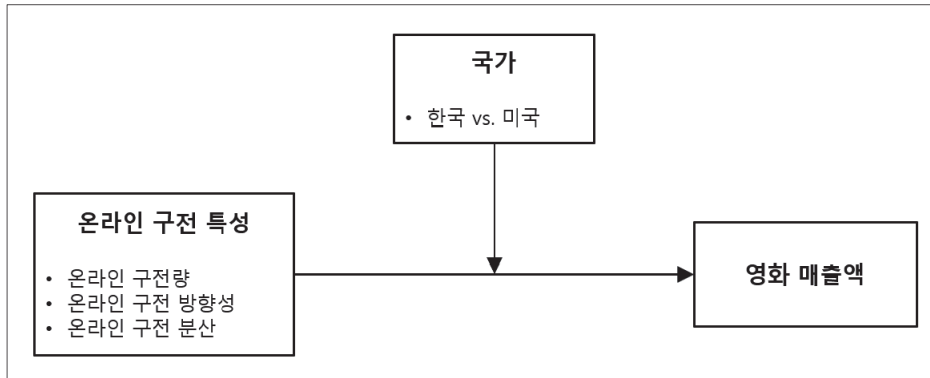 국가
• 한국 vs. 미국
온라인 구전 특성
• 온라인 구전량
• 온라인 구전 방향성
• 온라인 구전 분산
영화 매출액